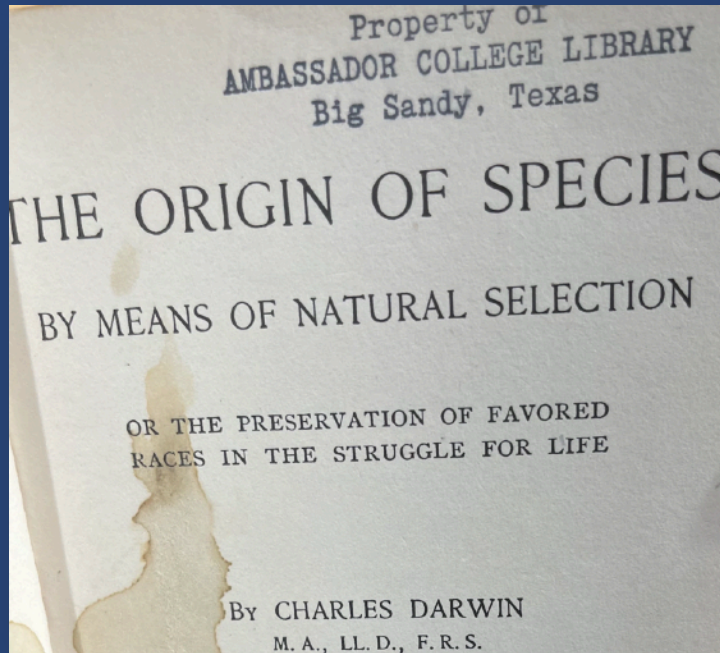 Property of
AMBASSADOR COLLEGE LIBRARY
Big Sandy, Texas
THE ORIGIN OF SPECIES
BY MEANS OF NATURAL SELECTION
OR THE PRESERVATION OF FAVORED
RACES IN THE STRUGGLE FOR LIFE
By CHARLES DARWIN
M. A., LL. D., F. R. S.